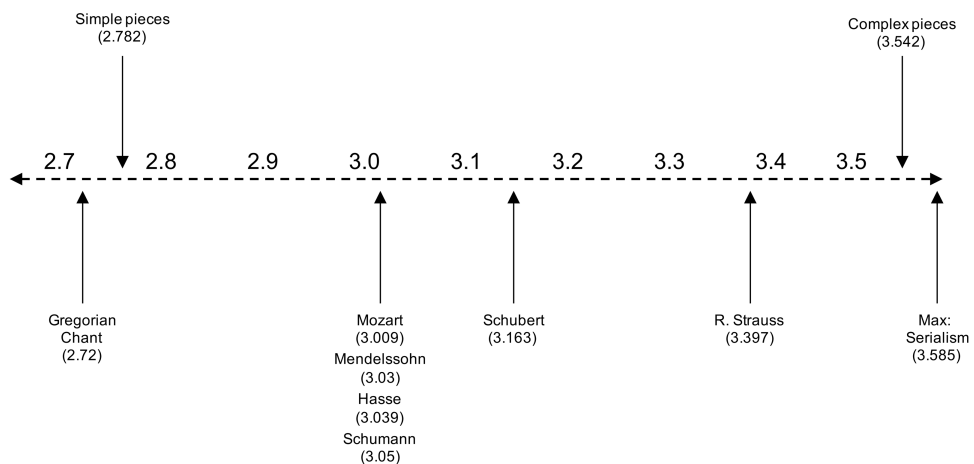 Simple pieces
(2.782)
Complex pieces
(3.542)
2.7 2.8 2.9 3.0 3.1 3.2 3.3 3.4 3.5
Gregorian
Chant
(2.72)
Mozart
(3.009)
Mendelssohn
(3.03)
Hasse
(3.039)
Schumann
(3.05)
Schubert
(3.163)
R. Strauss
(3.397)
Max:
Serialism
(3.585)